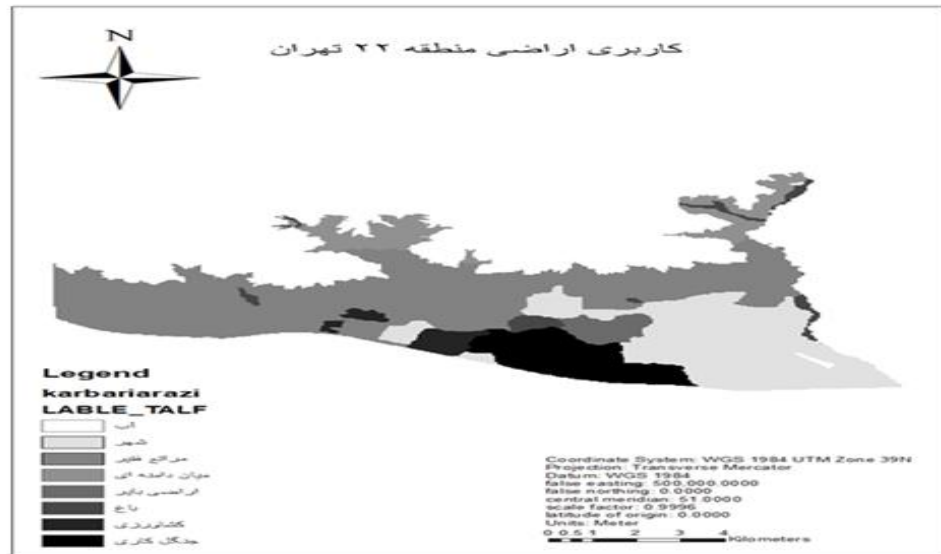 N
کاربری اراضی منطقه ۲۲ تهران
Legend
karbariarazi
LABLE_TALF
آب
شهر
مراتع فقیر
میان دامنه ای
اراضی بایر
باغ
کشاورزی
جنگل کاری
Coordinate System: WGS 1984 UTM Zone 39N
Projection: Transverse Mercator
Datum: WGS 1984
false easting: 500,000.0000
false northing: 0.0000
central meridian: 51.0000
scale factor: 0.9996
latitude of origin: 0.0000
Units: Meter
0 0.5 1 2 3 4
Kilometers